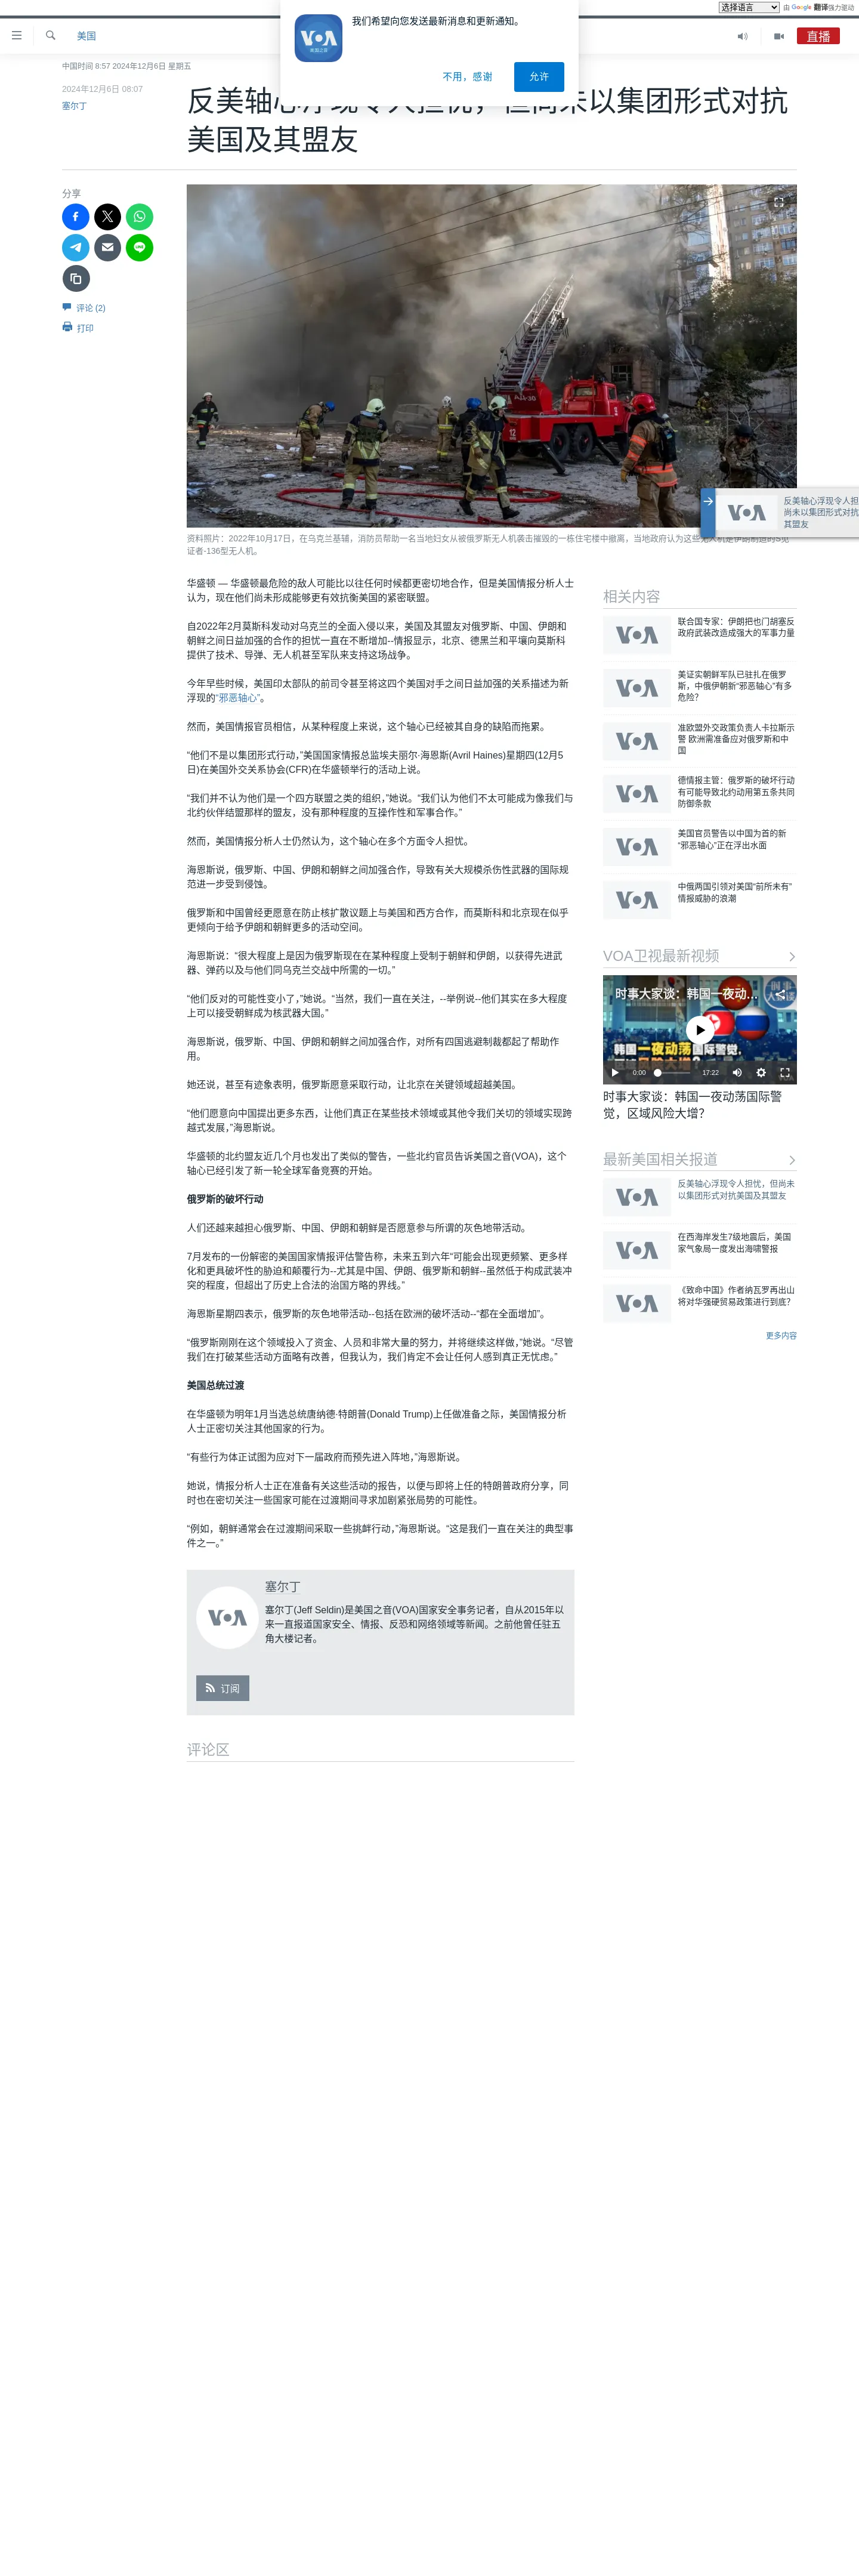 选择语言
由 Google 翻译强力驱动
美国
直播
VOA
美国之音
我们希望向您发送最新消息和更新通知。
不用，感谢
允许
中国时间 8:57 2024年12月6日 星期五
2024年12月6日 08:07
塞尔丁
但尚未以集团形式对抗
美国及其盟友
分享
评论 (2)
打印
12
反美轴心浮现令人担
尚未以集团形式对抗
其盟友
VOA
资料照片：2022年10月17日，在乌克兰基辅，消防员帮助一名当地妇女从被俄罗斯无人机袭击摧毁的一栋住宅楼中撤离，当地政府认为这些无人机是伊朗制造的S见
证者-136型无人机。
华盛顿 — 华盛顿最危险的敌人可能比以往任何时候都更密切地合作，但是美国情报分析人士
认为，现在他们尚未形成能够更有效抗衡美国的紧密联盟。
自2022年2月莫斯科发动对乌克兰的全面入侵以来，美国及其盟友对俄罗斯、中国、伊朗和
朝鲜之间日益加强的合作的担忧一直在不断增加--情报显示，北京、德黑兰和平壤向莫斯科
提供了技术、导弹、无人机甚至军队来支持这场战争。
今年早些时候，美国印太部队的前司令甚至将这四个美国对手之间日益加强的关系描述为新
浮现的“邪恶轴心”。
然而，美国情报官员相信，从某种程度上来说，这个轴心已经被其自身的缺陷而拖累。
“他们不是以集团形式行动，”美国国家情报总监埃夫丽尔·海恩斯(Avril Haines)星期四(12月5
日)在美国外交关系协会(CFR)在华盛顿举行的活动上说。
“我们并不认为他们是一个四方联盟之类的组织，”她说。“我们认为他们不太可能成为像我们与
北约伙伴结盟那样的盟友，没有那种程度的互操作性和军事合作。”
然而，美国情报分析人士仍然认为，这个轴心在多个方面令人担忧。
海恩斯说，俄罗斯、中国、伊朗和朝鲜之间加强合作，导致有关大规模杀伤性武器的国际规
范进一步受到侵蚀。
俄罗斯和中国曾经更愿意在防止核扩散议题上与美国和西方合作，而莫斯科和北京现在似乎
更倾向于给予伊朗和朝鲜更多的活动空间。
海恩斯说：“很大程度上是因为俄罗斯现在在某种程度上受制于朝鲜和伊朗，以获得先进武
器、弹药以及与他们同乌克兰交战中所需的一切。”
“他们反对的可能性变小了，”她说。“当然，我们一直在关注，--举例说--他们其实在多大程度
上可以接受朝鲜成为核武器大国。”
海恩斯说，俄罗斯、中国、伊朗和朝鲜之间加强合作，对所有四国逃避制裁都起了帮助作
用。
她还说，甚至有迹象表明，俄罗斯愿意采取行动，让北京在关键领域超越美国。
“他们愿意向中国提出更多东西，让他们真正在某些技术领域或其他令我们关切的领域实现跨
越式发展，”海恩斯说。
华盛顿的北约盟友近几个月也发出了类似的警告，一些北约官员告诉美国之音(VOA)，这个
轴心已经引发了新一轮全球军备竞赛的开始。
俄罗斯的破坏行动
人们还越来越担心俄罗斯、中国、伊朗和朝鲜是否愿意参与所谓的灰色地带活动。
7月发布的一份解密的美国国家情报评估警告称，未来五到六年“可能会出现更频繁、更多样
化和更具破坏性的胁迫和颠覆行为--尤其是中国、伊朗、俄罗斯和朝鲜--虽然低于构成武装冲
突的程度，但超出了历史上合法的治国方略的界线。”
海恩斯星期四表示，俄罗斯的灰色地带活动--包括在欧洲的破坏活动--“都在全面增加”。
“俄罗斯刚刚在这个领域投入了资金、人员和非常大量的努力，并将继续这样做，”她说。“尽管
我们在打破某些活动方面略有改善，但我认为，我们肯定不会让任何人感到真正无忧虑。”
美国总统过渡
在华盛顿为明年1月当选总统唐纳德·特朗普(Donald Trump)上任做准备之际，美国情报分析
人士正密切关注其他国家的行为。
“有些行为体正试图为应对下一届政府而预先进入阵地，”海恩斯说。
她说，情报分析人士正在准备有关这些活动的报告，以便与即将上任的特朗普政府分享，同
时也在密切关注一些国家可能在过渡期间寻求加剧紧张局势的可能性。
“例如，朝鲜通常会在过渡期间采取一些挑衅行动，”海恩斯说。“这是我们一直在关注的典型事
件之一。”
VOA
塞尔丁
塞尔丁(Jeff Seldin)是美国之音(VOA)国家安全事务记者，自从2015年以
来一直报道国家安全、情报、反恐和网络领域等新闻。之前他曾任驻五
角大楼记者。
订阅
评论区
相关内容
VOA
联合国专家：伊朗把也门胡塞反
政府武装改造成强大的军事力量
VOA
美证实朝鲜军队已驻扎在俄罗
斯，中俄伊朝新“邪恶轴心”有多
危险?
VOA
准欧盟外交政策负责人卡拉斯示
警 欧洲需准备应对俄罗斯和中
国
VOA
德情报主管：俄罗斯的破坏行动
有可能导致北约动用第五条共同
防御条款
VOA
美国官员警告以中国为首的新
“邪恶轴心”正在浮出水面
VOA
中俄两国引领对美国“前所未有”
情报威胁的浪潮
VOA卫视最新视频
时事大家谈：韩国一夜动...
韩国一夜动荡国际警觉，
0:00
17:22
时事大家谈：韩国一夜动荡国际警
觉，区域风险大增?
最新美国相关报道
VOA
反美轴心浮现令人担忧，但尚未
以集团形式对抗美国及其盟友
VOA
在西海岸发生7级地震后，美国
家气象局一度发出海啸警报
VOA
《致命中国》作者纳瓦罗再出山
将对华强硬贸易政策进行到底?
更多内容